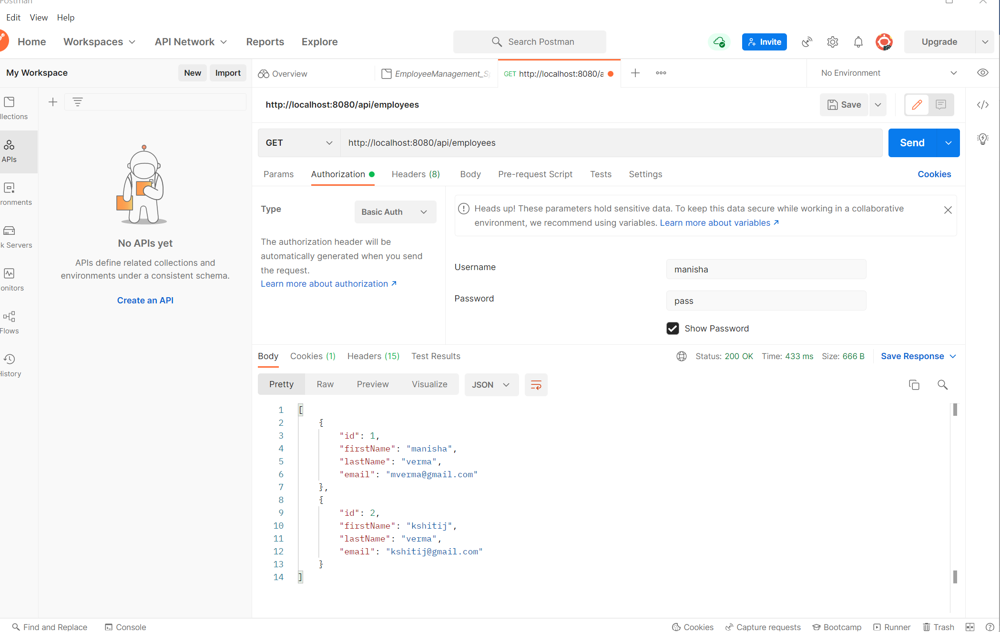 Postman
Edit View Help
Home Workspaces API Network Reports Explore Search Postman Invite Upgrade
My Workspace New Import Overview EmployeeManagement_Sp GET http://localhost:8080/a No Environment
http://localhost:8080/api/employees Save
llections
GET http://localhost:8080/api/employees Send
APIs
Params Authorization Headers (8) Body Pre-request Script Tests Settings Cookies
ronments
Type Basic Auth
Heads up! These parameters hold sensitive data. To keep this data secure while working in a collaborative
environment, we recommend using variables. Learn more about variables ↗
The authorization header will be
automatically generated when you send
the request.
Learn more about authorization ↗
k Servers
No APIs yet
APIs define related collections and
environments under a consistent schema.
Create an API
Username manisha
Password pass
Show Password
onitors
Flows
History
Body Cookies (1) Headers (15) Test Results Status: 200 OK Time: 433 ms Size: 666 B Save Response
Pretty Raw Preview Visualize JSON
1 [
2 {
3 "id": 1,
4 "firstName": "manisha",
5 "lastName": "verma",
6 "email": "mverma@gmail.com"
7 },
8 {
9 "id": 2,
10 "firstName": "kshitij",
11 "lastName": "verma",
12 "email": "kshitij@gmail.com"
13 }
14 ]
Find and Replace Console Cookies Capture requests Bootcamp Runner Trash